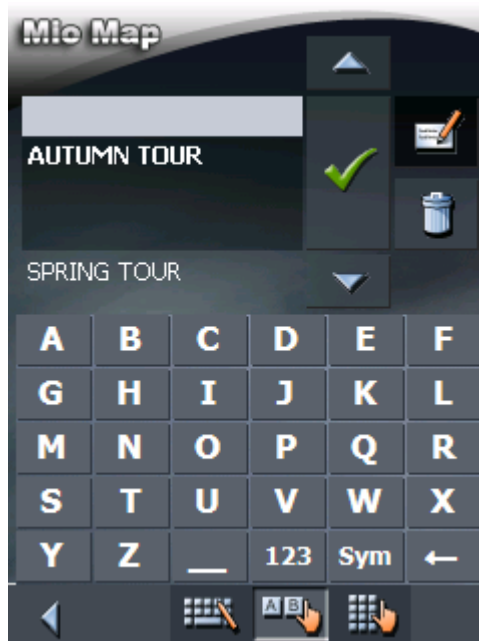 Mio Map
AUTUMN TOUR
SPRING TOUR
A B C D E F
G H I J K L
M N O P Q R
S T U V W X
Y Z _ 123 Sym ←
A B